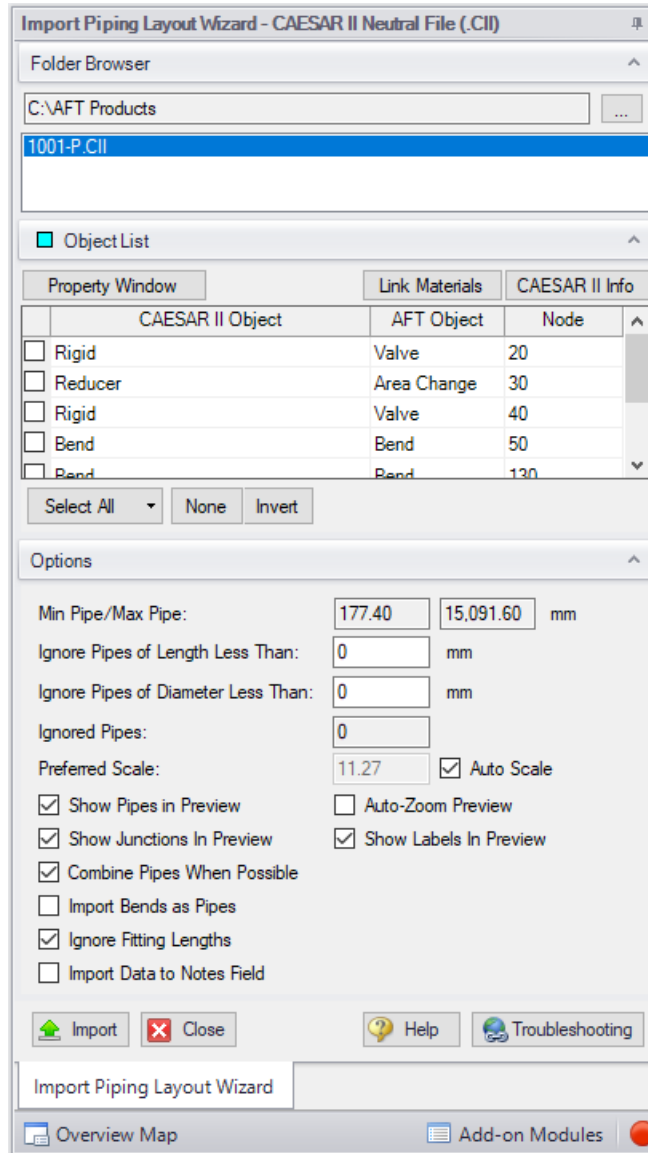 Import Piping Layout Wizard - CAESAR II Neutral File (.CII)
Folder Browser
C:\AFT Products
...
1001-P.CII
Object List
Property Window Link Materials CAESAR II Info
CAESAR II Object AFT Object Node
Rigid Valve 20
Reducer Area Change 30
Rigid Valve 40
Bend Bend 50
Bend Bend 130
Select All None Invert
Options
Min Pipe/Max Pipe: 177.40 15,091.60 mm
Ignore Pipes of Length Less Than: 0 mm
Ignore Pipes of Diameter Less Than: 0 mm
Ignored Pipes: 0
Preferred Scale: 11.27 Auto Scale
Show Pipes in Preview Auto-Zoom Preview
Show Junctions In Preview Show Labels In Preview
Combine Pipes When Possible
Import Bends as Pipes
Ignore Fitting Lengths
Import Data to Notes Field
Import Close Help Troubleshooting
Import Piping Layout Wizard
Overview Map Add-on Modules